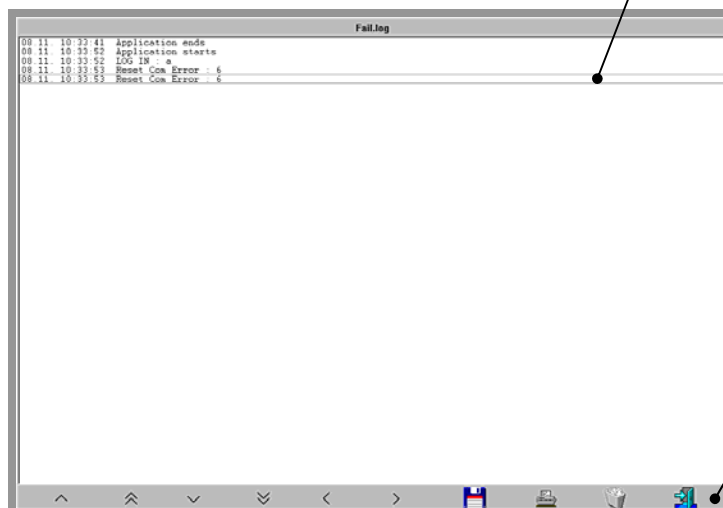 Fail.log
08.11. 10:33:41 Application ends
08.11. 10:33:52 Application starts
08.11. 10:33:52 LOG IN : a
08.11. 10:33:53 Reset Com Error : 6
08.11. 10:33:53 Reset Com Error : 6